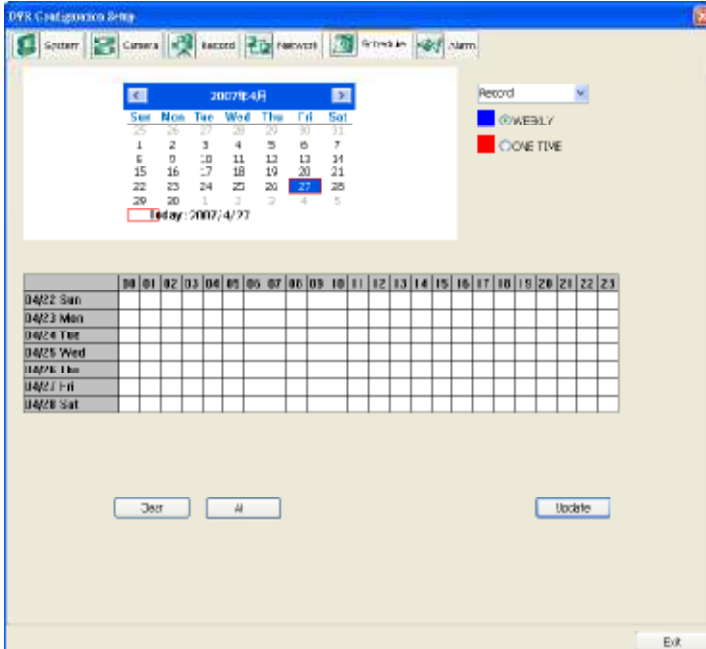 DVR Configuration Setup
System Camera Record Network Schedule Alarm
2007年4月
Sun Mon Tue Wed Thu Fri Sat
25 26 27 28 29 30 31
1 2 3 4 5 6 7
8 9 10 11 12 13 14
15 16 17 18 19 20 21
22 23 24 25 26 27 28
29 30 1 2 3 4 5
Today: 2007/4/27
Record
WEEKLY
ONE TIME
00 01 02 03 04 05 06 07 08 09 10 11 12 13 14 15 16 17 18 19 20 21 22 23
04/22 Sun
04/23 Mon
04/24 Tue
04/25 Wed
04/26 Thu
04/27 Fri
04/28 Sat
Clear All Update
Exit